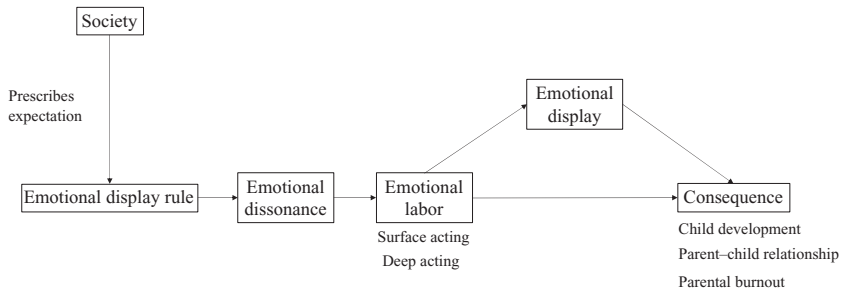 Society
Prescribes
expectation
Emotional
display
Emotional display rule
Emotional
dissonance
Emotional
labor
Consequence
Surface acting
Deep acting
Child development
Parent–child relationship
Parental burnout